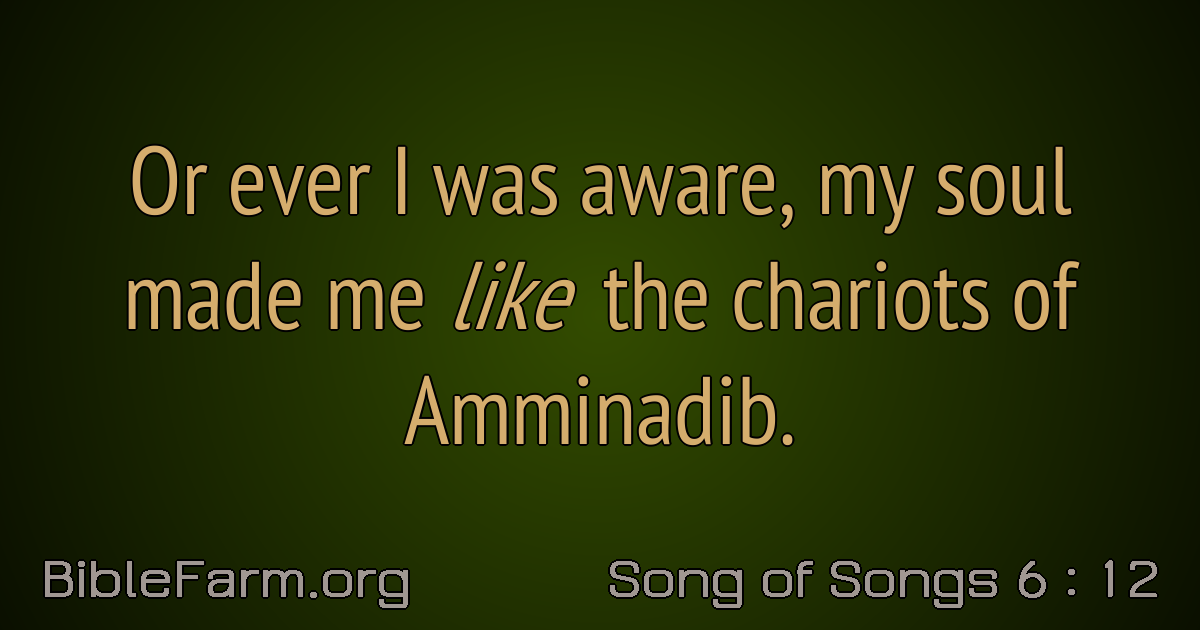 Or ever I was aware, my soul
made me like the chariots of
Amminadib.
BibleFarm.org
Song of Songs 6 : 12